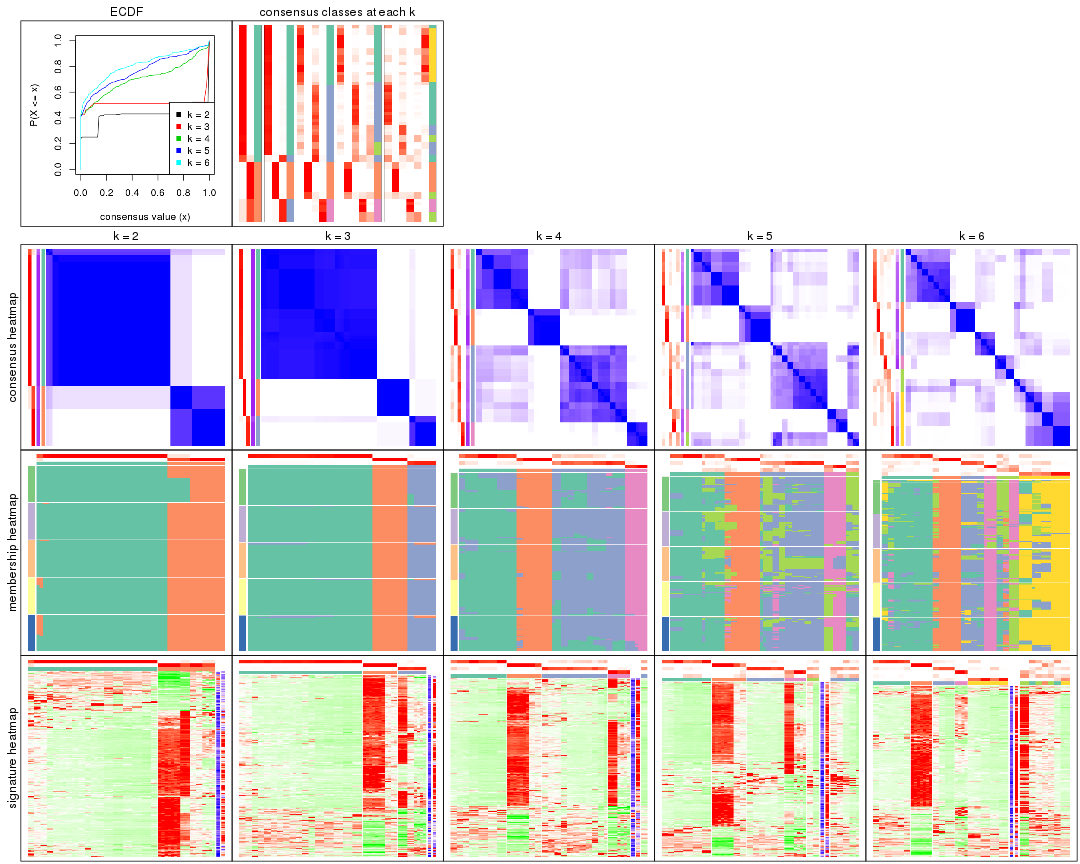 ECDF
consensus classes at each k
P(X <= x)
0.0 0.2 0.4 0.6 0.8 1.0
k = 2
k = 3
k = 4
k = 5
k = 6
0.0 0.2 0.4 0.6 0.8 1.0
consensus value (x)
k = 2
k = 3
k = 4
k = 5
k = 6
consensus heatmap
membership heatmap
signature heatmap